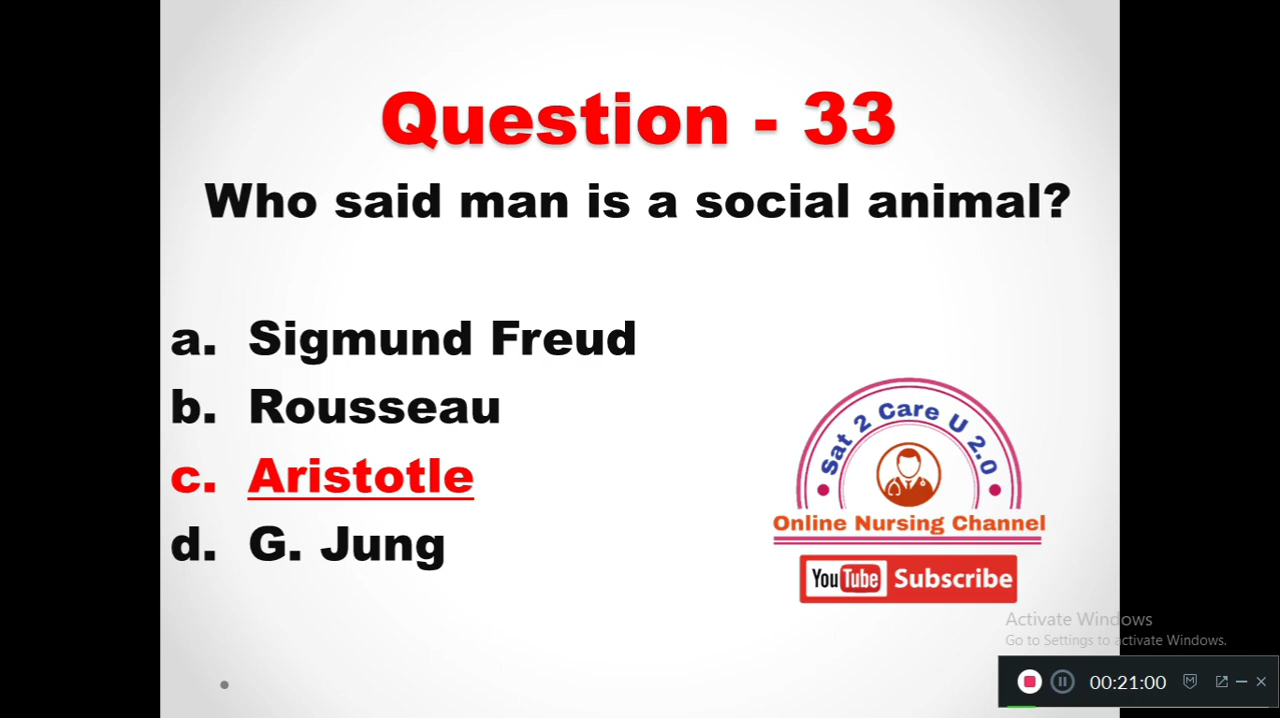 Question - 33
Who said man is a social animal?
a. Sigmund Freud
b. Rousseau
c. Aristotle
d. G. Jung
Sat 2 Care U 2.0
Online Nursing Channel
YouTube Subscribe
Activate Windows
Go to Settings to activate Windows.
00:21:00